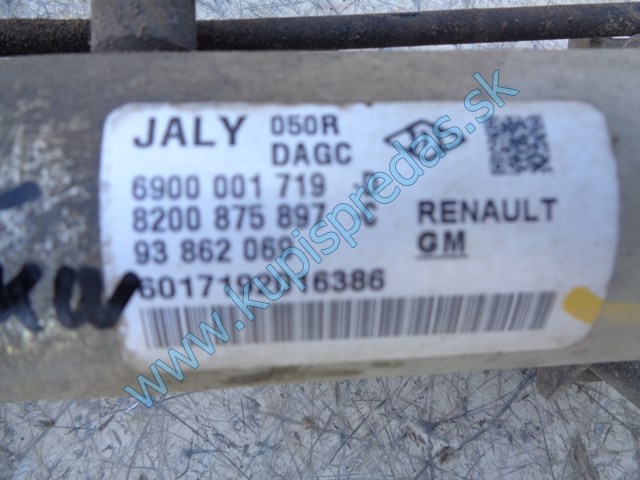 JALY 050R
DAGC
6900 001 719
8200 875 897 RENAULT
93 862 069 GM
www.kupispredas.sk